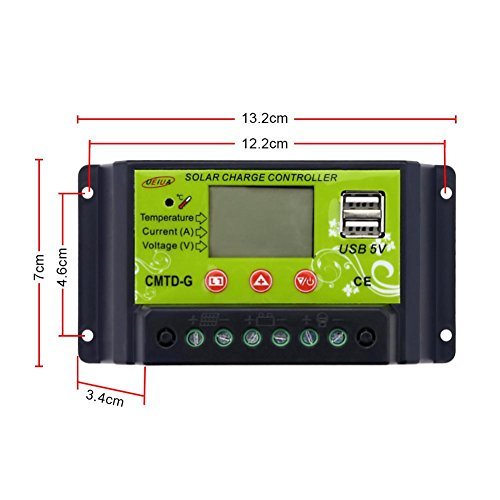 13.2cm
12.2cm
UEIUA
SOLAR CHARGE CONTROLLER
°C
Temperature
Current (A)
Voltage (V)
USB 5V
CMTD-G
CE
7cm
4.6cm
+ − + − + −
3.4cm